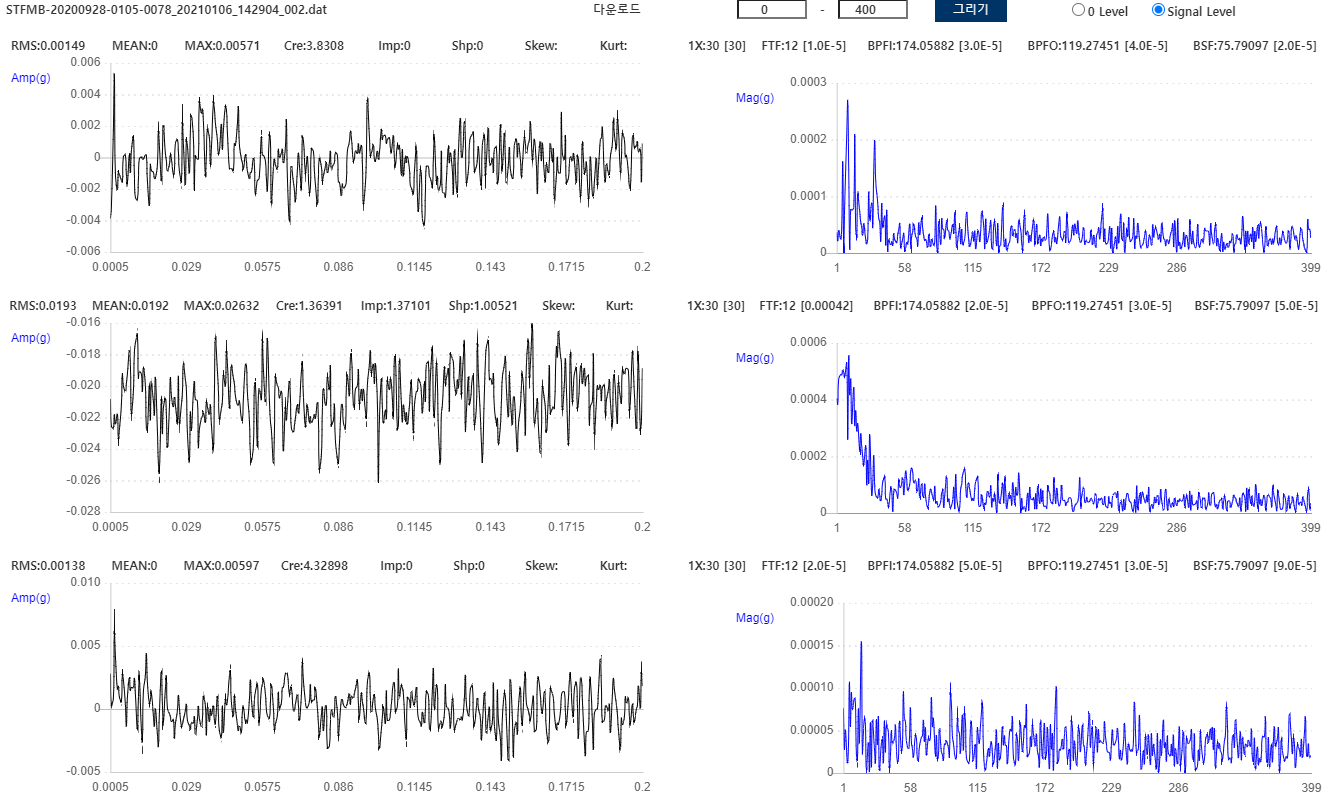 STFMB-20200928-0105-0078_20210106_142904_002.dat 다운로드 0 - 400 그리기 0 Level Signal Level
RMS:0.00149 MEAN:0 MAX:0.00571 Cre:3.8308 Imp:0 Shp:0 Skew: Kurt:
Amp(g)
0.006
0.004
0.002
0
-0.002
-0.004
-0.006
0.0005 0.029 0.0575 0.086 0.1145 0.143 0.1715 0.2
1X:30 [30] FTF:12 [1.0E-5] BPFI:174.05882 [3.0E-5] BPFO:119.27451 [4.0E-5] BSF:75.79097 [2.0E-5]
Mag(g)
0.0003
0.0002
0.0001
0
1 58 115 172 229 286 399
RMS:0.0193 MEAN:0.0192 MAX:0.02632 Cre:1.36391 Imp:1.37101 Shp:1.00521 Skew: Kurt:
Amp(g)
-0.016
-0.018
-0.020
-0.022
-0.024
-0.026
-0.028
0.0005 0.029 0.0575 0.086 0.1145 0.143 0.1715 0.2
1X:30 [30] FTF:12 [0.00042] BPFI:174.05882 [2.0E-5] BPFO:119.27451 [3.0E-5] BSF:75.79097 [5.0E-5]
Mag(g)
0.0006
0.0004
0.0002
0
1 58 115 172 229 286 399
RMS:0.00138 MEAN:0 MAX:0.00597 Cre:4.32898 Imp:0 Shp:0 Skew: Kurt:
Amp(g)
0.010
0.005
0
-0.005
0.0005 0.029 0.0575 0.086 0.1145 0.143 0.1715 0.2
1X:30 [30] FTF:12 [2.0E-5] BPFI:174.05882 [5.0E-5] BPFO:119.27451 [3.0E-5] BSF:75.79097 [9.0E-5]
Mag(g)
0.00020
0.00015
0.00010
0.00005
0
1 58 115 172 229 286 399